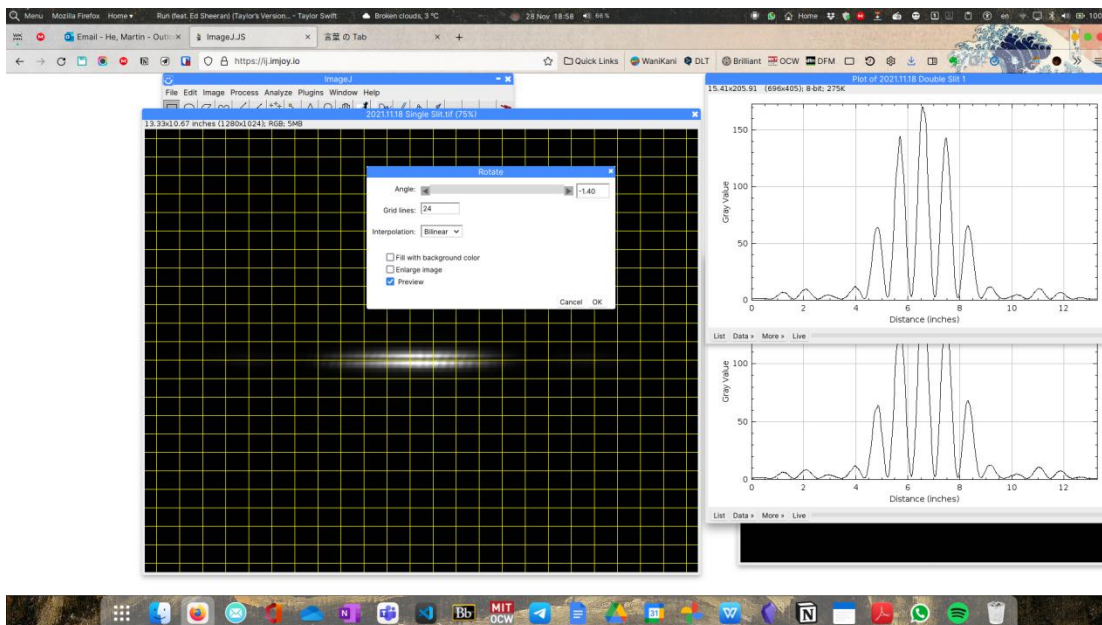 Menu Mozilla Firefox Home▾ Run (feat. Ed Sheeran) (Taylor's Version... - Taylor Swift Broken clouds, 3 °C 28 Nov 18:58 66 % Home en 100
Email - He, Martin - Outlo × ImageJ.JS × 言葉 の Tab × +
https://ij.imjoy.io Quick Links WaniKani DLT Brilliant OCW DFM
ImageJ
File Edit Image Process Analyze Plugins Window Help
2021.11.18 Single Slit.tif (75%)
13.33x10.67 inches (1280x1024); RGB; 5MB
Rotate
Angle: -1.40
Grid lines: 24
Interpolation: Bilinear
Fill with background color
Enlarge image
Preview
Cancel OK
Plot of 2021.11.18 Double Slit 1
15.41x205.91 (696x405); 8-bit; 275K
Gray Value
150
100
50
0
0 2 4 6 8 10 12
Distance (inches)
List Data » More » Live
Gray Value
100
50
0
0 2 4 6 8 10 12
Distance (inches)
List Data » More » Live
Bb MIT OCW 31 W N